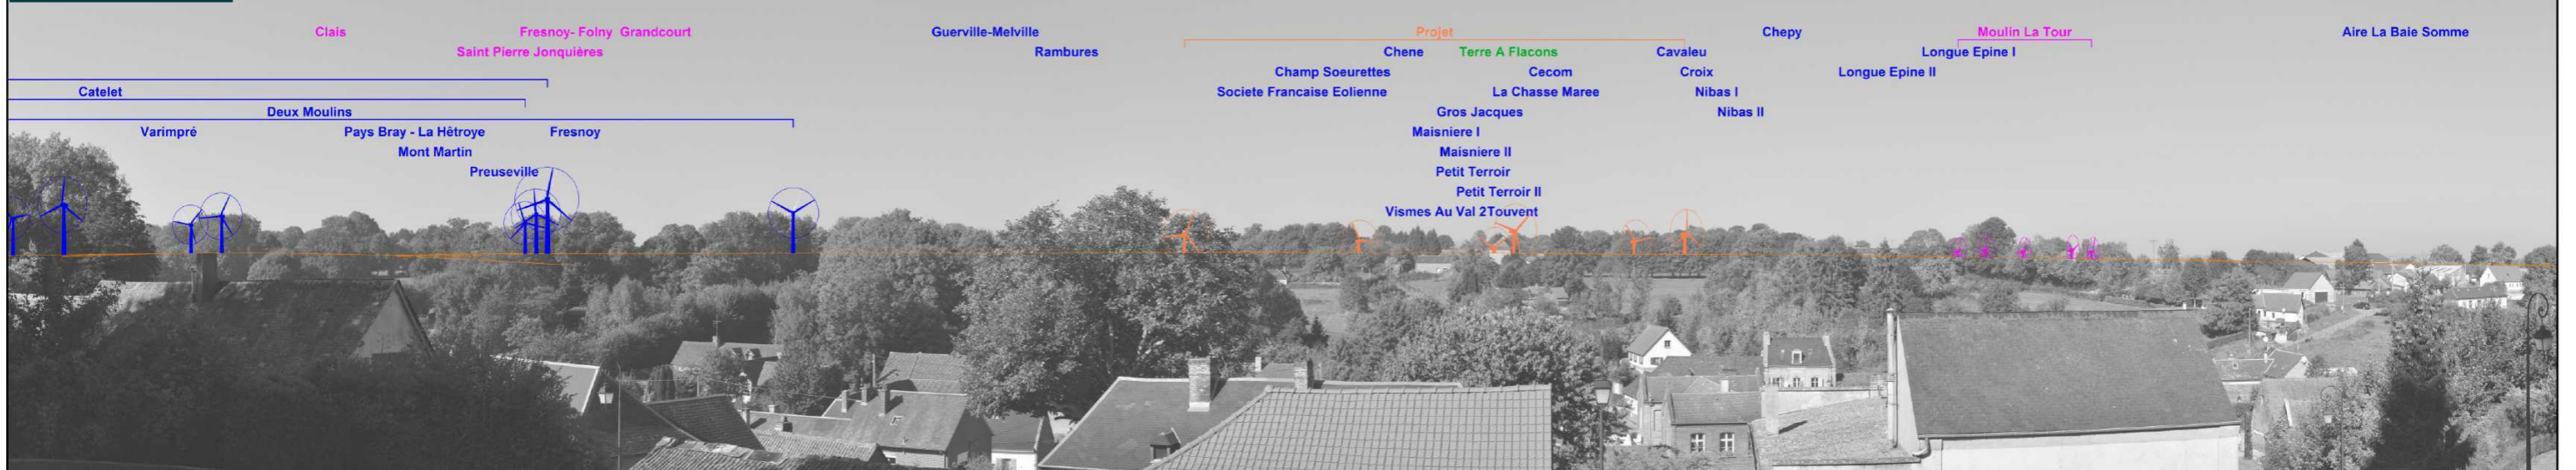 Clais Fresnoy- Folny Grandcourt Guerville-Melville Projet Chepy Moulin La Tour Aire La Baie Somme
Saint Pierre Jonquières Rambures Chene Terre A Flacons Cavaleu Longue Epine I
Champ Soeurettes Cecom Croix Longue Epine II
Catelet Societe Francaise Eolienne La Chasse Maree Nibas I
Deux Moulins Gros Jacques Nibas II
Varimpré Pays Bray - La Hêtroye Fresnoy Maisniere I
Mont Martin Maisniere II
Preuseville Petit Terroir
Petit Terroir II
Vismes Au Val 2Touvent